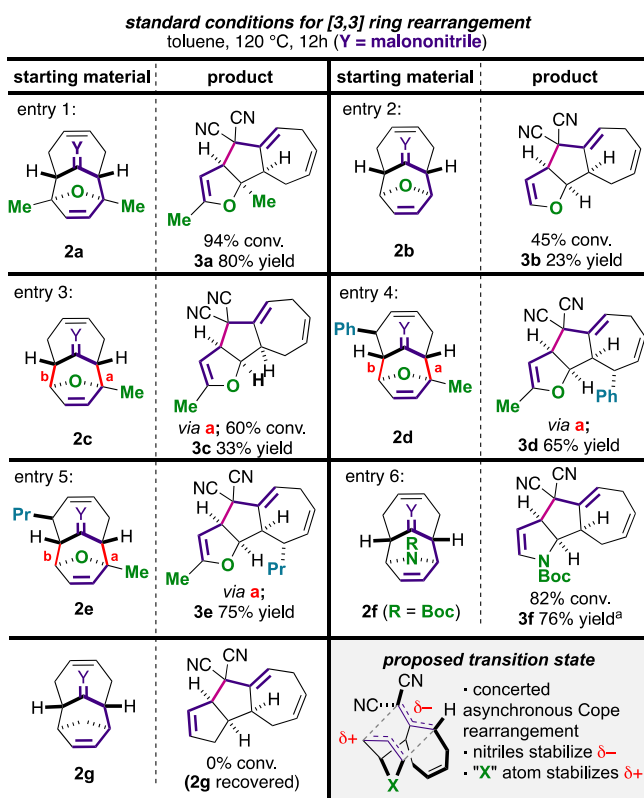 standard conditions for [3,3] ring rearrangement
toluene, 120 °C, 12h (Y = malononitrile)
starting material product starting material product
entry 1:
Y
H H
O
Me Me
2a
NC CN
H H
O Me
Me
94% conv.
3a 80% yield
entry 2:
Y
H H
O
2b
NC CN
H H
O H
45% conv.
3b 23% yield
entry 3:
Y
H H
b a
O
Me
2c
NC CN
H H
O H
Me
via a; 60% conv.
3c 33% yield
entry 4:
Ph Y
H H
b a
O
Me
2d
NC CN
H H
O H Ph
Me
via a;
3d 65% yield
entry 5:
Pr Y
H H
b a
O
Me
2e
NC CN
H H
O H Pr
Me
via a;
3e 75% yield
entry 6:
Y
H R H
N
2f (R = Boc)
NC CN
H H
N H
Boc
82% conv.
3f 76% yieldᵃ
Y
H H
2g
NC CN
H H
H
0% conv.
(2g recovered)
proposed transition state
CN
NC δ– H
δ+
X
· concerted
asynchronous Cope
rearrangement
· nitriles stabilize δ–
· "X" atom stabilizes δ+